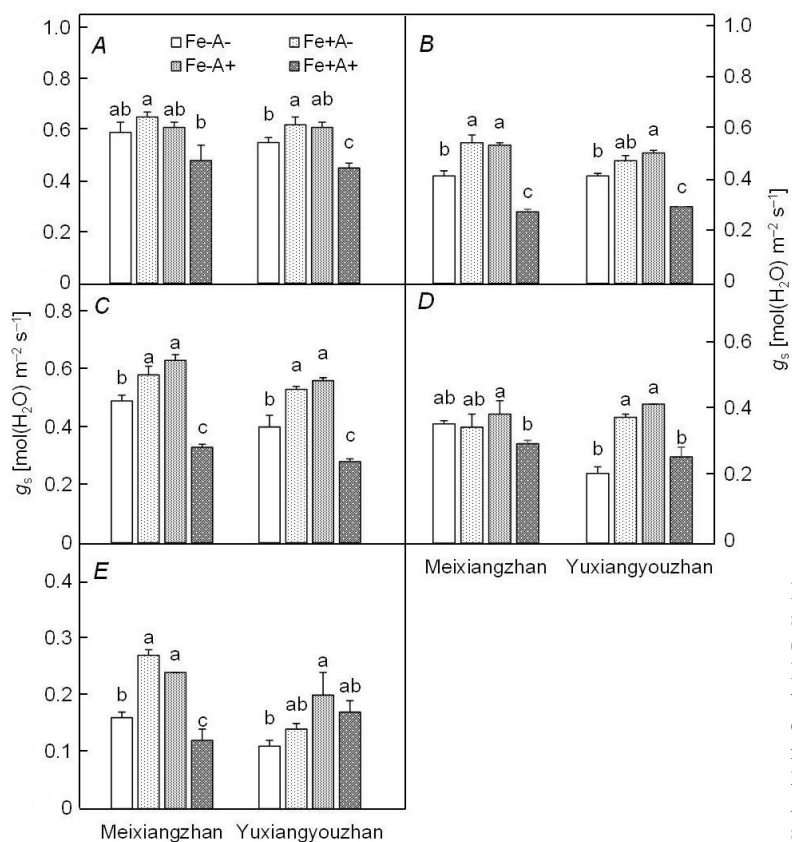 A
Fe-A-
Fe+A-
Fe-A+
Fe+A+
1.0
0.8
0.6
0.4
0.2
0
ab
a
ab
b
b
a
ab
c
B
b
a
a
c
b
ab
a
c
1.0
0.8
0.6
0.4
0.2
0
gs [mol(H2O) m−2 s−1]
C
0.8
0.6
0.4
0.2
0
b
a
a
c
b
a
a
c
gs [mol(H2O) m−2 s−1]
D
ab
ab
a
b
b
a
a
b
0.6
0.4
0.2
0
Meixiangzhan
Yuxiangyouzhan
E
0.4
0.3
0.2
0.1
0
b
a
a
c
b
ab
a
ab
Meixiangzhan
Yuxiangyouzhan